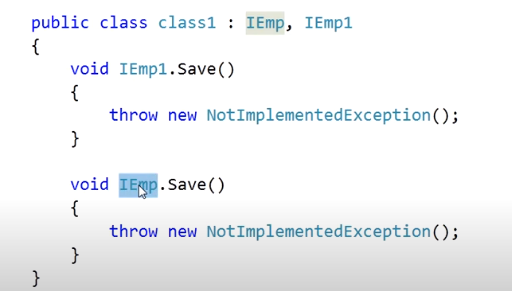 public class class1 : IEmp, IEmp1
{
void IEmp1.Save()
{
throw new NotImplementedException();
}
void IEmp.Save()
{
throw new NotImplementedException();
}
}